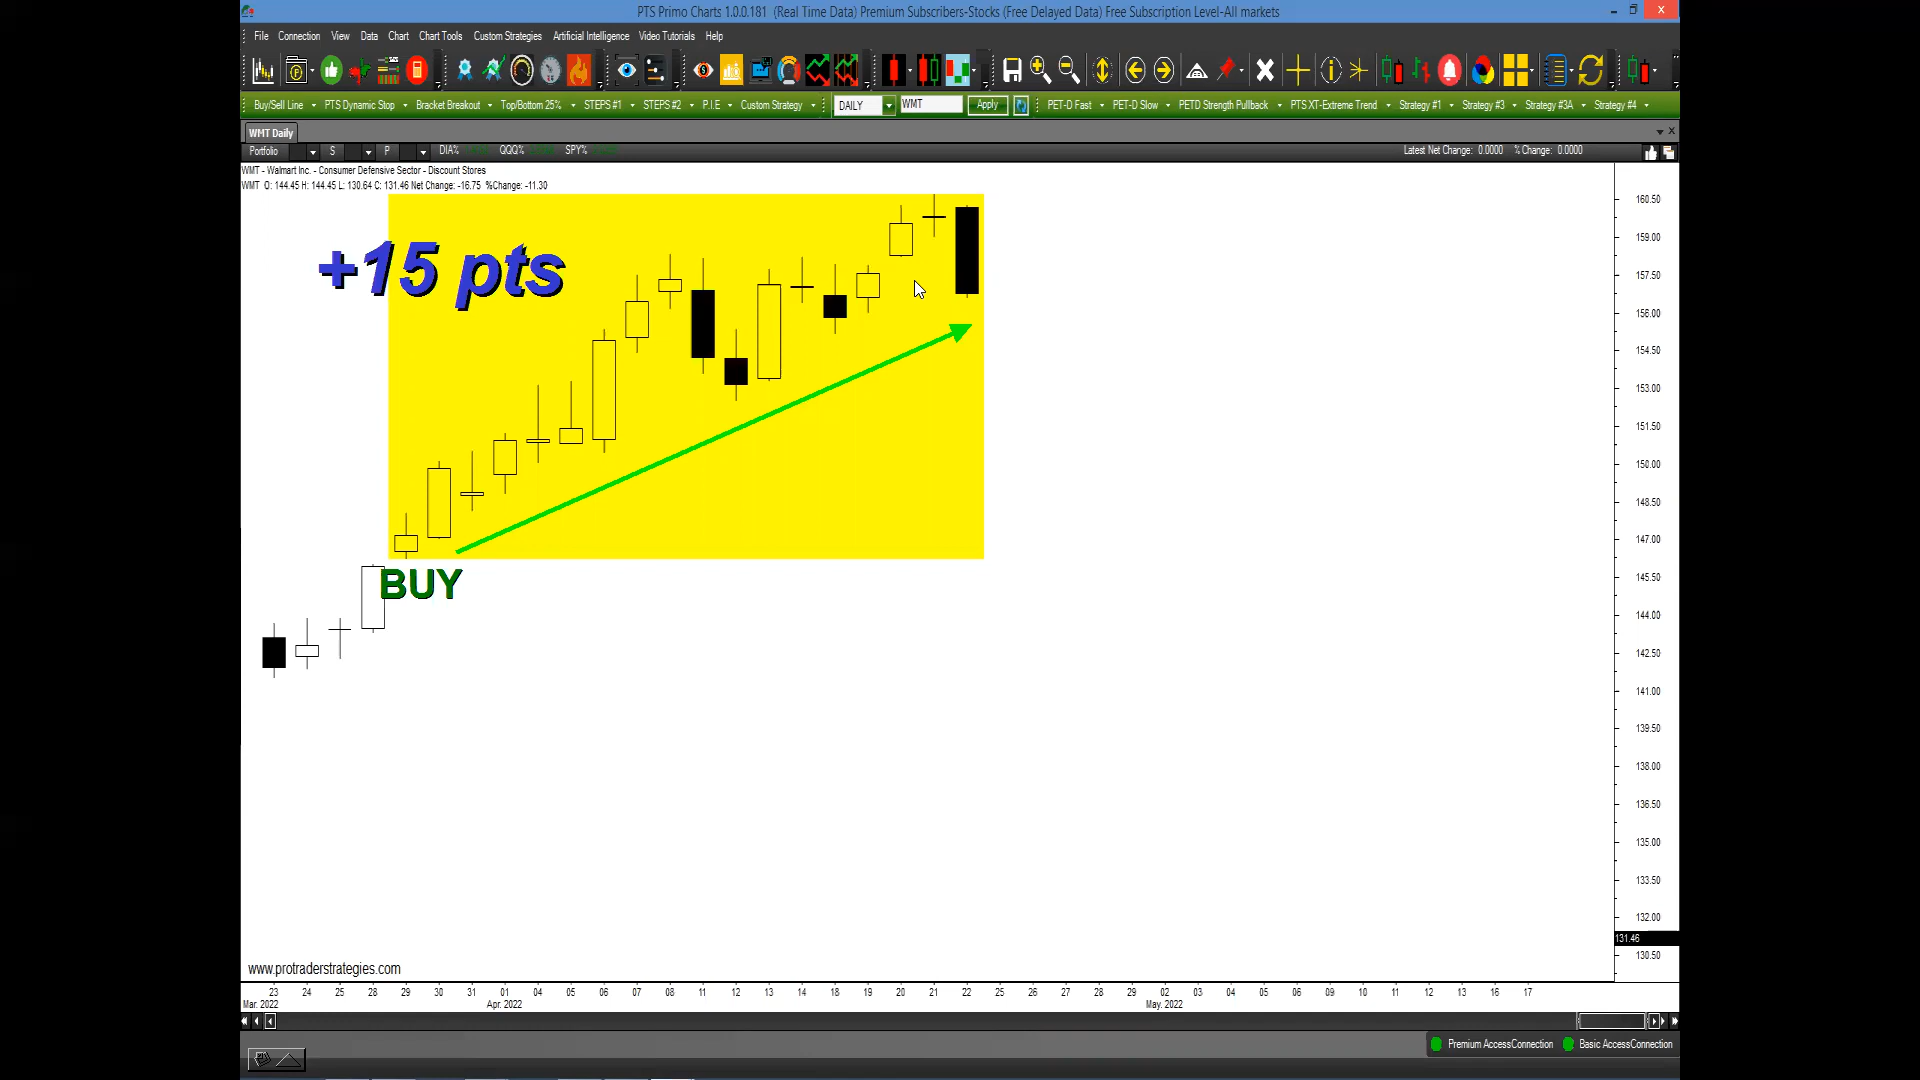 PTS Primo Charts 1.0.0.181 (Real Time Data) Premium Subscribers-Stocks (Free Delayed Data) Free Subscription Level-All markets
File Connection View Data Chart Chart Tools Custom Strategies Artificial Intelligence Video Tutorials Help
Buy/Sell Line PTS Dynamic Stop Bracket Breakout Top/Bottom 25% STEPS #1 STEPS #2 P.I.E Custom Strategy DAILY WMT Apply PET-D Fast PET-D Slow PETD Strength Pullback PTS XT-Extreme Trend Strategy #1 Strategy #3 Strategy #3A Strategy #4
WMT Daily
Portfolio S P DIA% QQQ% SPY% Latest Net Change: 0.0000 % Change: 0.0000
WMT - Walmart Inc. - Consumer Defensive Sector - Discount Stores
WMT O: 144.45 H: 144.45 L: 130.64 C: 131.46 Net Change: -16.75 %Change: -11.30
+15 pts
BUY
160.50
159.00
157.50
156.00
154.50
153.00
151.50
150.00
148.50
147.00
145.50
144.00
142.50
141.00
139.50
138.00
136.50
135.00
133.50
132.00
131.46
130.50
www.protraderstrategies.com
23 24 25 28 29 30 31 01 04 05 06 07 08 11 12 13 14 18 19 20 21 22 25 26 27 28 29 02 03 04 05 06 09 10 11 12 13 16 17
Mar. 2022 Apr. 2022 May. 2022
Premium AccessConnection Basic AccessConnection